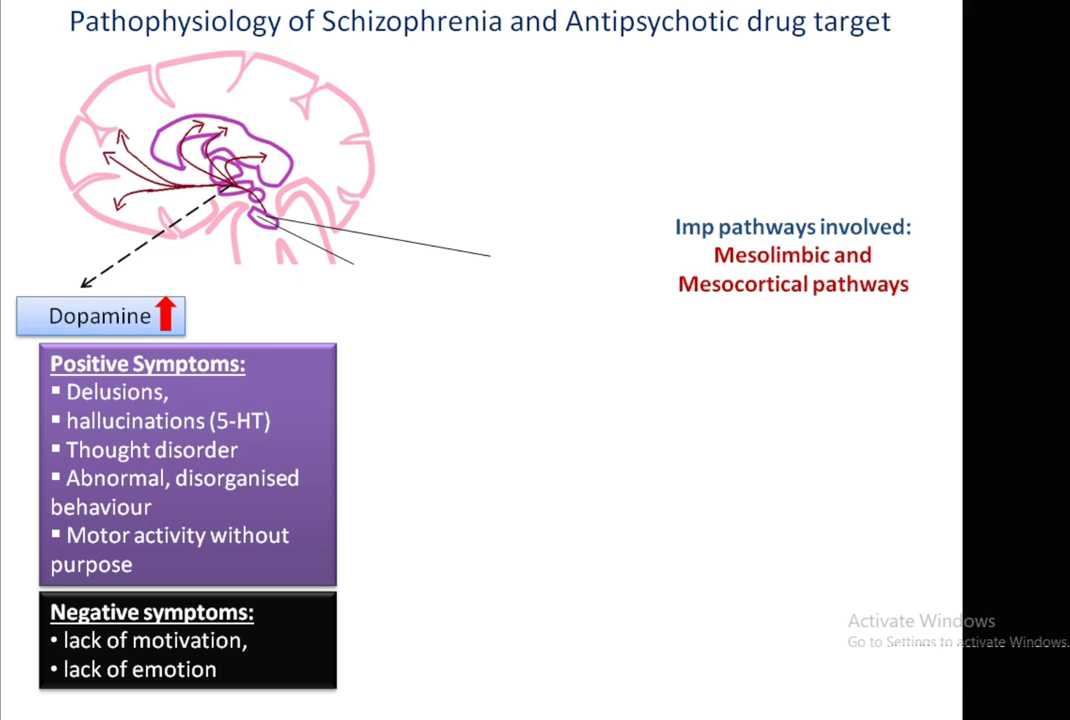 Pathophysiology of Schizophrenia and Antipsychotic drug target
Imp pathways involved:
Mesolimbic and
Mesocortical pathways
Dopamine
Positive Symptoms:
▪ Delusions,
▪ hallucinations (5-HT)
▪ Thought disorder
▪ Abnormal, disorganised
behaviour
▪ Motor activity without
purpose
Negative symptoms:
• lack of motivation,
• lack of emotion
Activate Windows
Go to Settings to activate Windows.